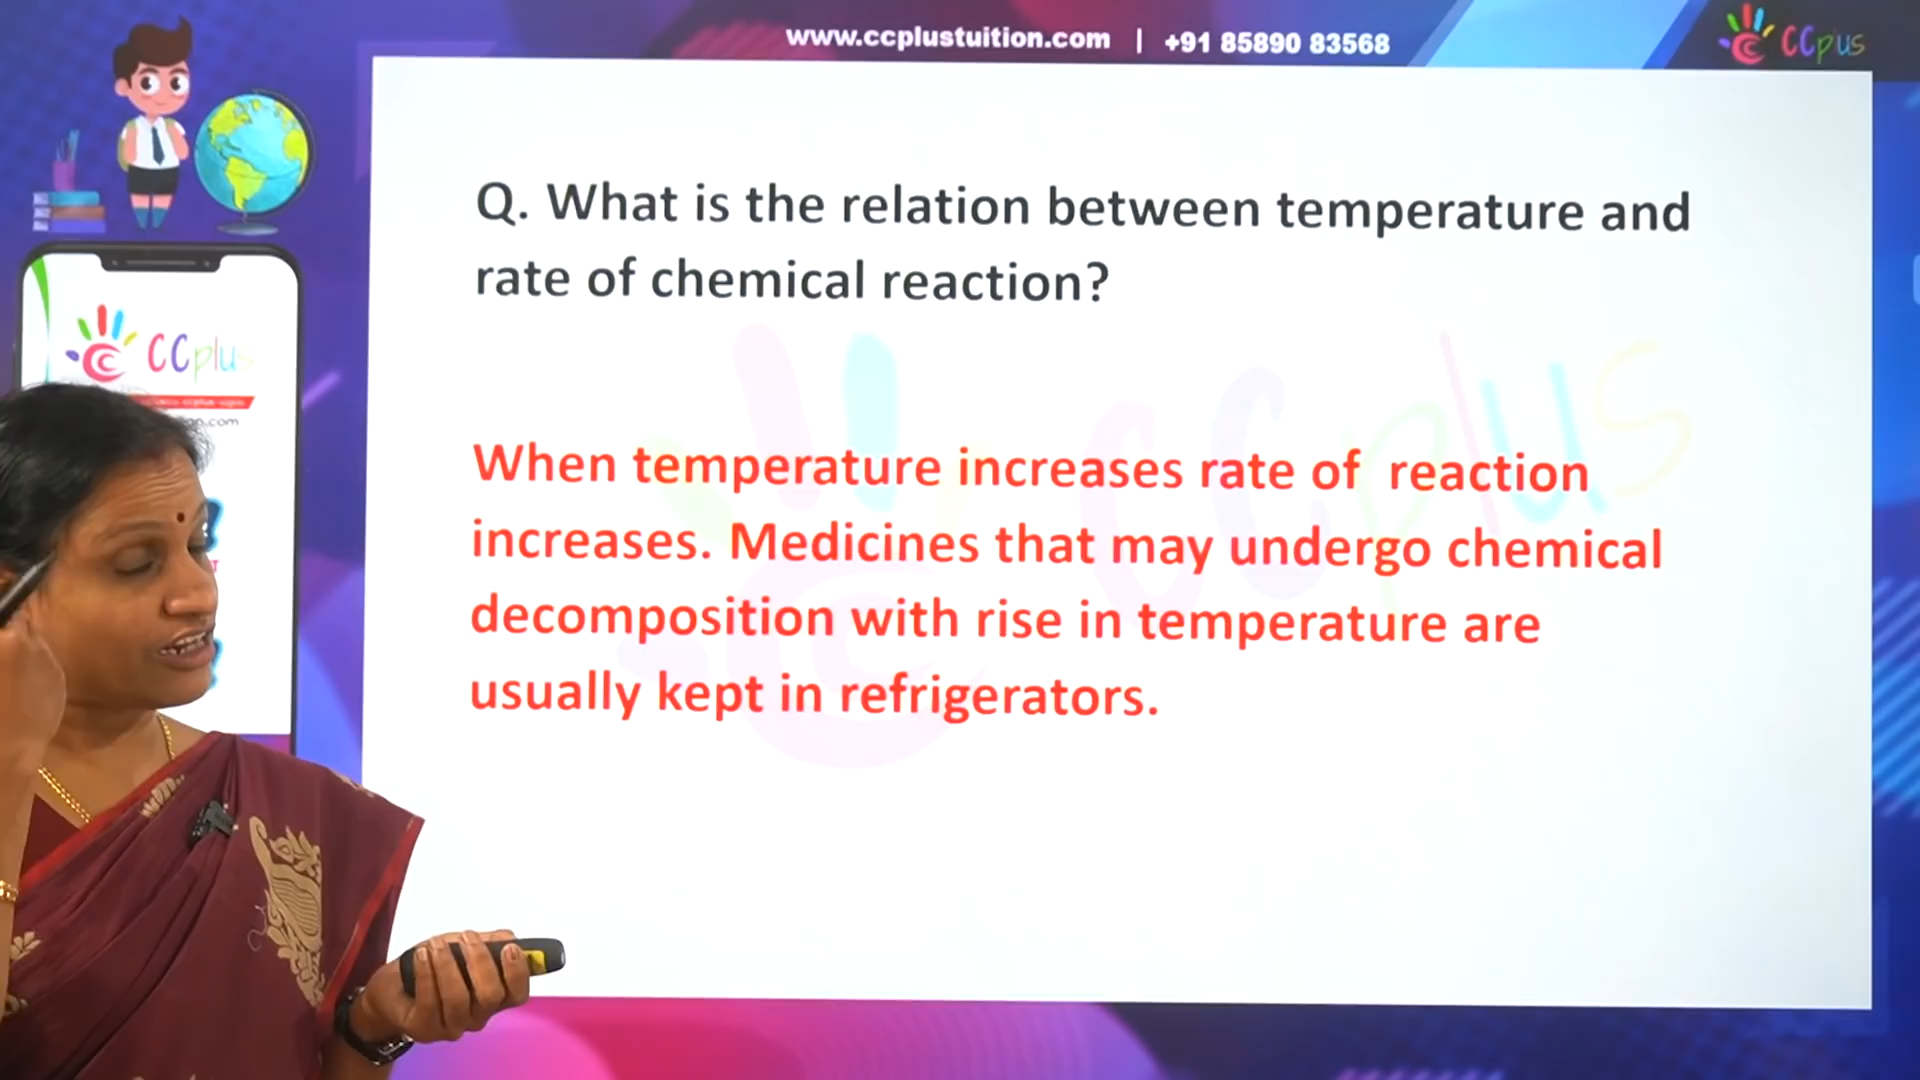 www.ccplustuition.com | +91 85890 83568
CCplus
Q. What is the relation between temperature and
rate of chemical reaction?
CCplus
.com
When temperature increases rate of reaction
increases. Medicines that may undergo chemical
decomposition with rise in temperature are
usually kept in refrigerators.
CCplus